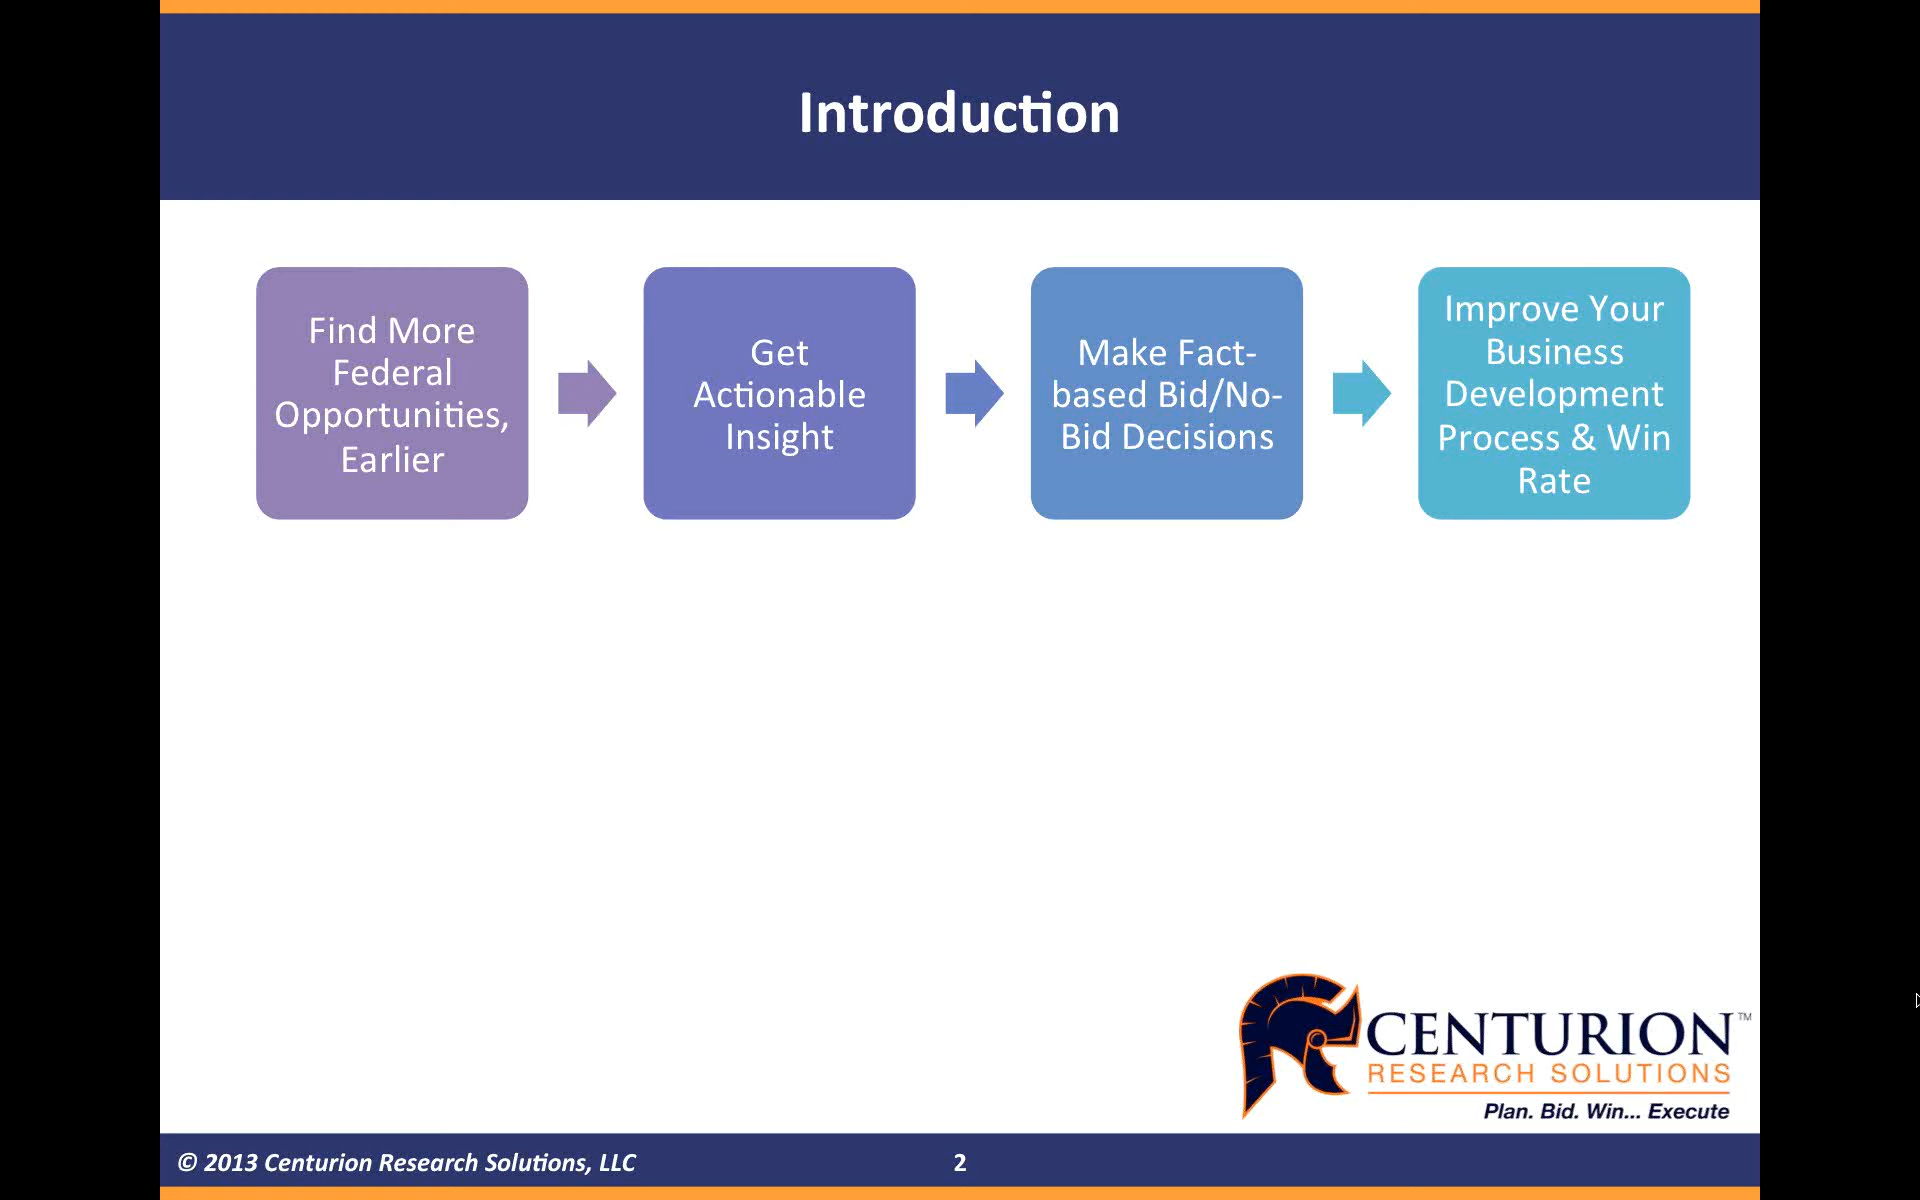 Introduction
Find More
Federal
Opportunities,
Earlier
Get
Actionable
Insight
Make Fact-
based Bid/No-
Bid Decisions
Improve Your
Business
Development
Process & Win
Rate
CENTURION™
RESEARCH SOLUTIONS
Plan. Bid. Win... Execute
© 2013 Centurion Research Solutions, LLC
2